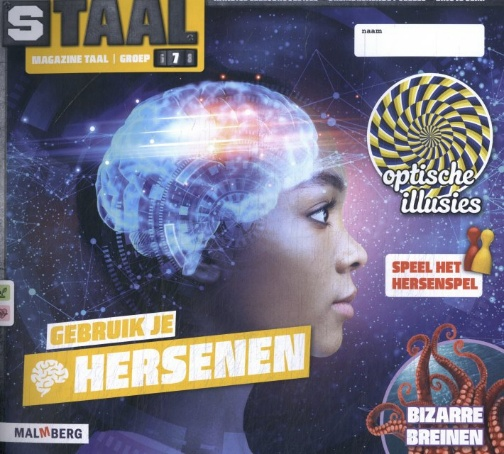 STAAL
MAGAZINE TAAL | GROEP 7
naam
optische
illusies
SPEEL HET
HERSENSPEL
GEBRUIK JE
HERSENEN
BIZARRE
BREINEN
MALMBERG